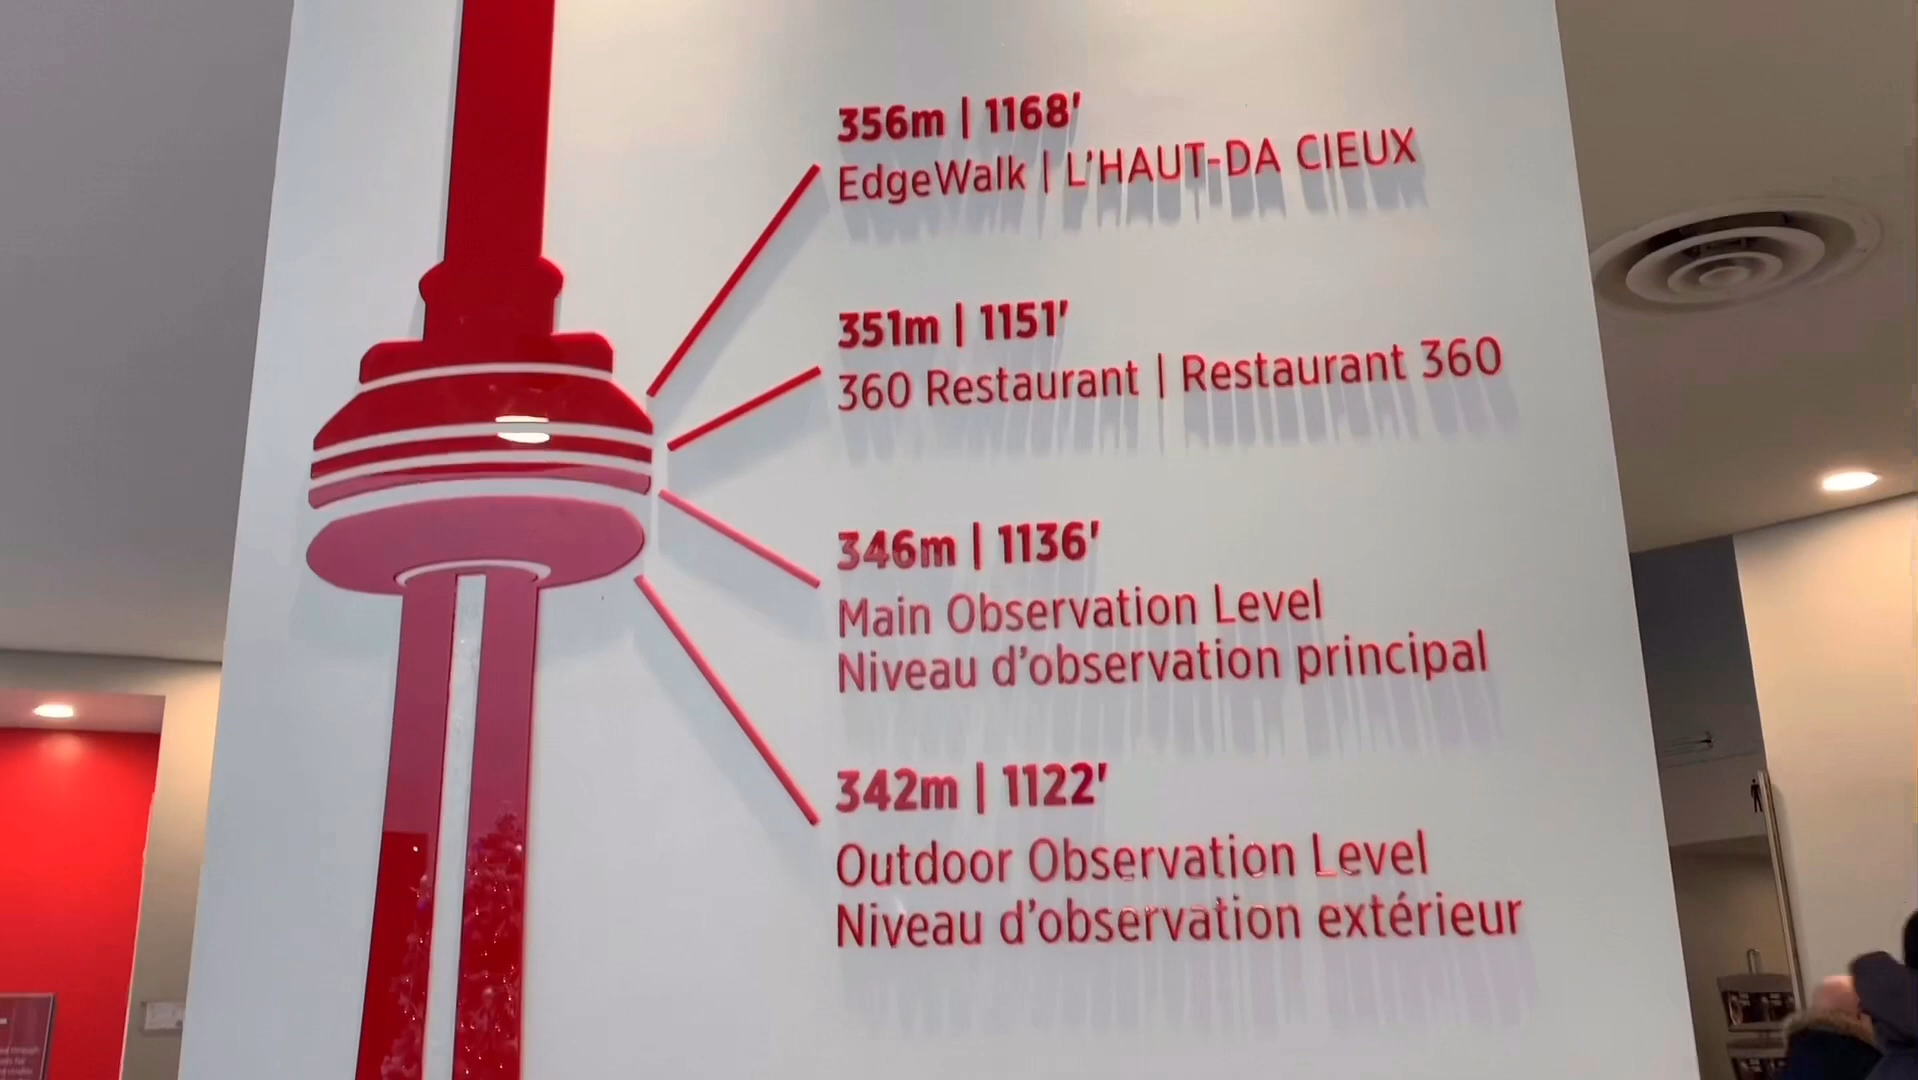 356m | 1168'
EdgeWalk | L'HAUT-DA CIEUX
351m | 1151'
360 Restaurant | Restaurant 360
346m | 1136'
Main Observation Level
Niveau d'observation principal
342m | 1122'
Outdoor Observation Level
Niveau d'observation extérieur